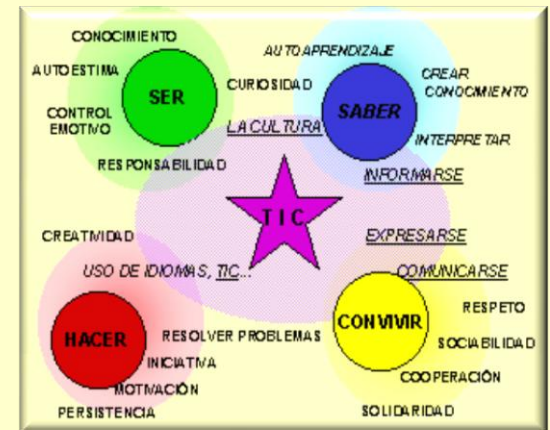 CONOCIMIENTO
AUTOESTIMA
SER
CONTROL
EMOTIVO
RESPONSABILIDAD
CURIOSIDAD
AUTOAPRENDIZAJE
CREAR
CONOCIMIENTO
SABER
LA CULTURA
INTERPRETAR
INFORMARSE
TIC
CREATIVIDAD
USO DE IDIOMAS, TIC...
HACER
RESOLVER PROBLEMAS
INICIATIVA
MOTIVACIÓN
PERSISTENCIA
EXPRESARSE
COMUNICARSE
CONVIVIR
RESPETO
SOCIABILIDAD
COOPERACIÓN
SOLIDARIDAD